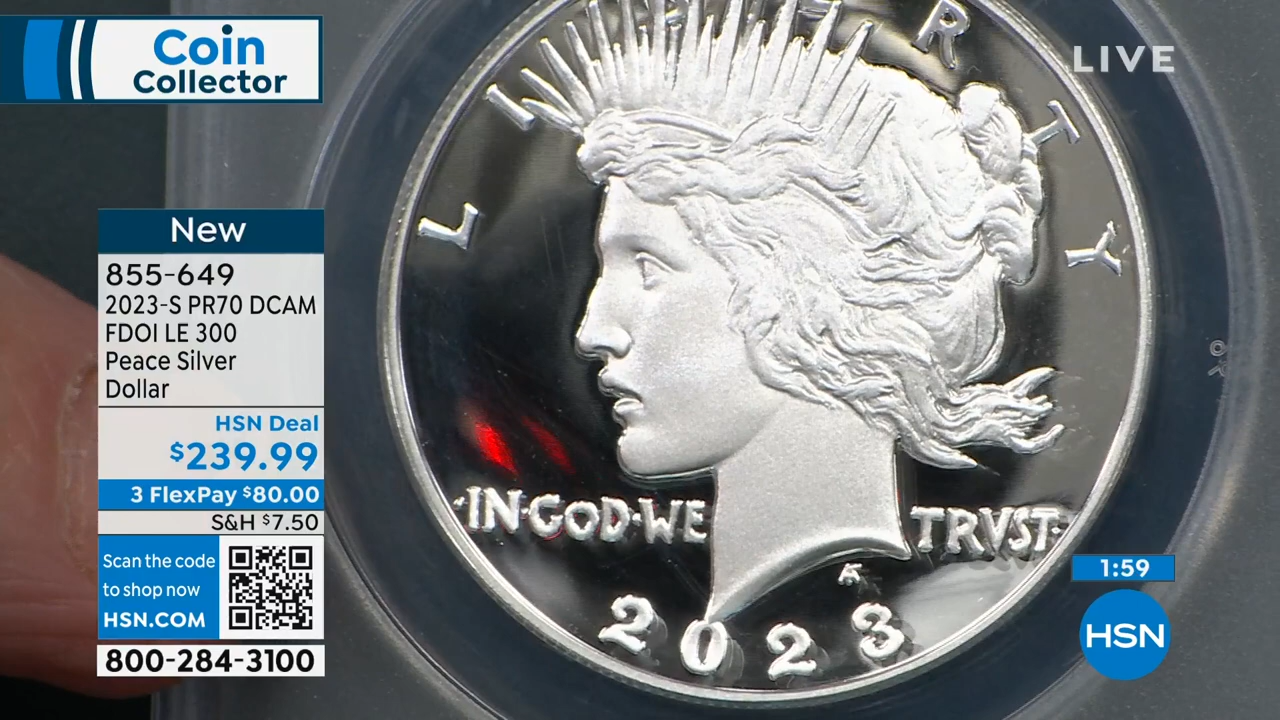 Coin
Collector
LIVE
New
855-649
2023-S PR70 DCAM
FDOI LE 300
Peace Silver
Dollar
HSN Deal
$239.99
3 FlexPay $80.00
S&H $7.50
Scan the code
to shop now
HSN.COM
800-284-3100
LIBERTY
·IN·GOD·WE TRVST·
2023
1:59
HSN